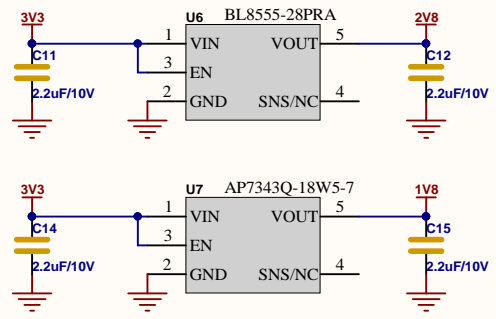 3V3 U6 BL8555-28PRA 2V8
1 VIN VOUT 5
C11 C12
3 EN
2.2uF/10V 2 GND SNS/NC 4 2.2uF/10V
3V3 U7 AP7343Q-18W5-7 1V8
1 VIN VOUT 5
C14 C15
3 EN
2.2uF/10V 2 GND SNS/NC 4 2.2uF/10V